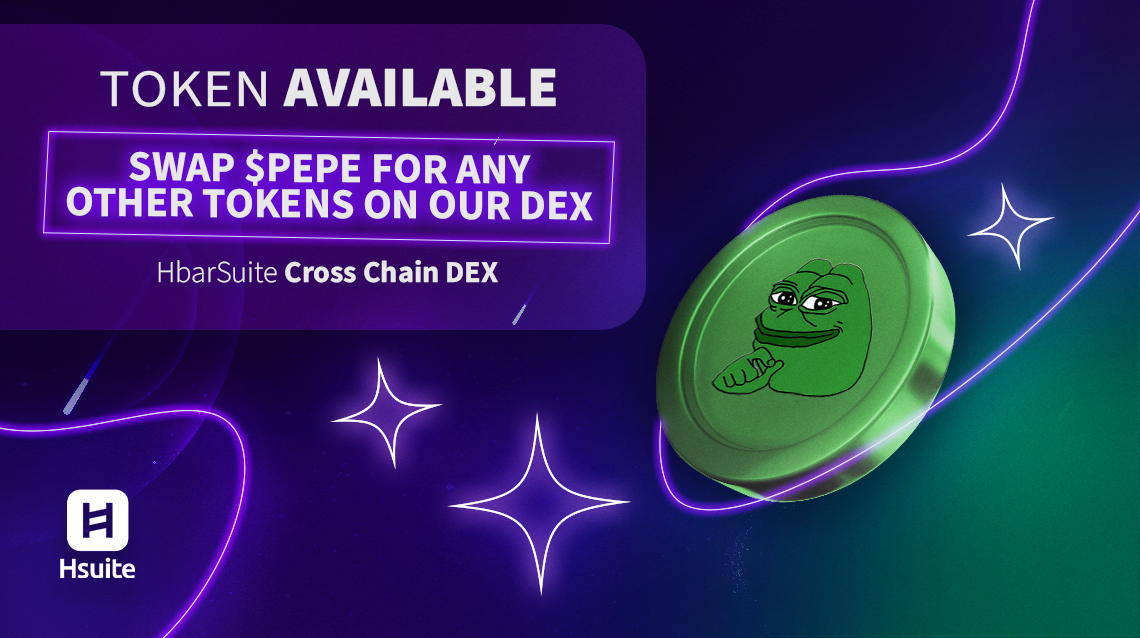 TOKEN AVAILABLE
SWAP $PEPE FOR ANY
OTHER TOKENS ON OUR DEX
HbarSuite Cross Chain DEX
Hsuite